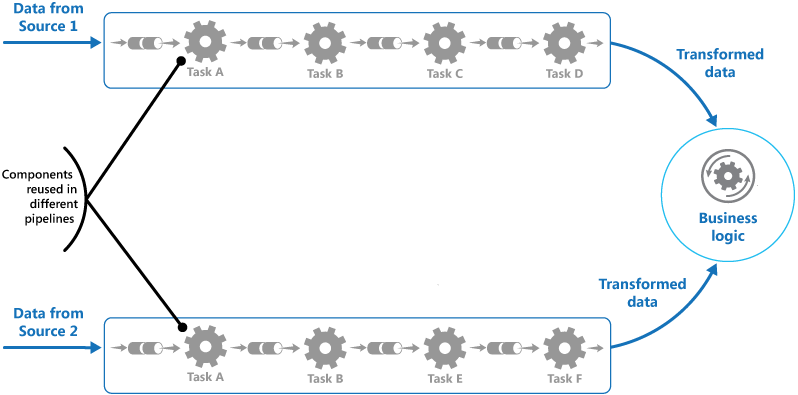 Data from
Source 1
Task A
Task B
Task C
Task D
Transformed
data
Components
reused in
different
pipelines
Business
logic
Transformed
data
Data from
Source 2
Task A
Task B
Task E
Task F